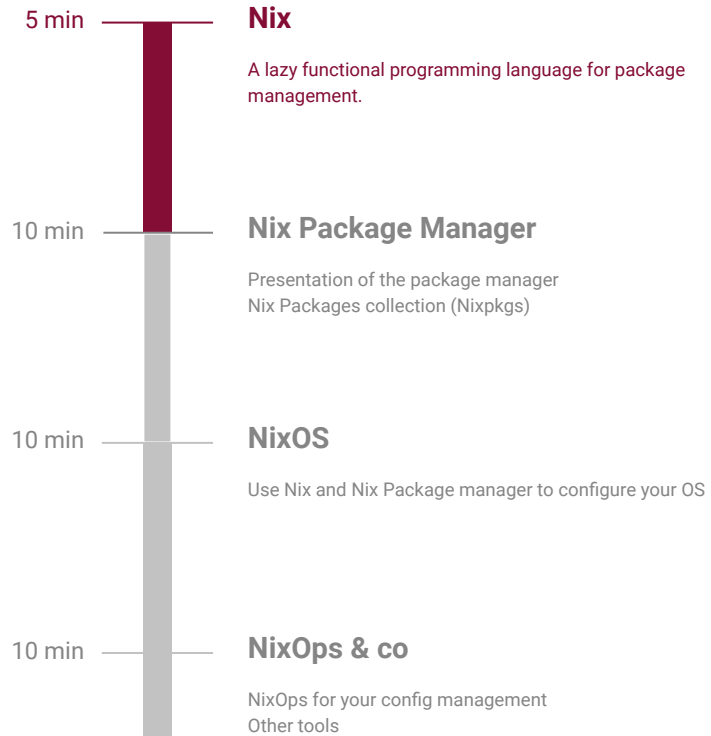 5 min
Nix
A lazy functional programming language for package
management.
10 min
Nix Package Manager
Presentation of the package manager
Nix Packages collection (Nixpkgs)
10 min
NixOS
Use Nix and Nix Package manager to configure your OS
10 min
NixOps & co
NixOps for your config management
Other tools